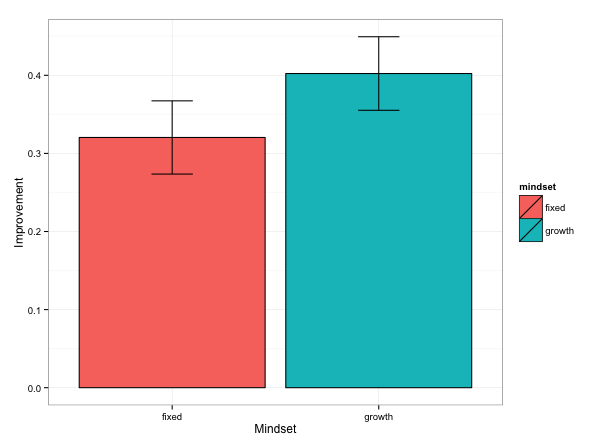 0.4
0.3
0.2
0.1
0.0
Improvement
fixed
growth
Mindset
mindset
fixed
growth